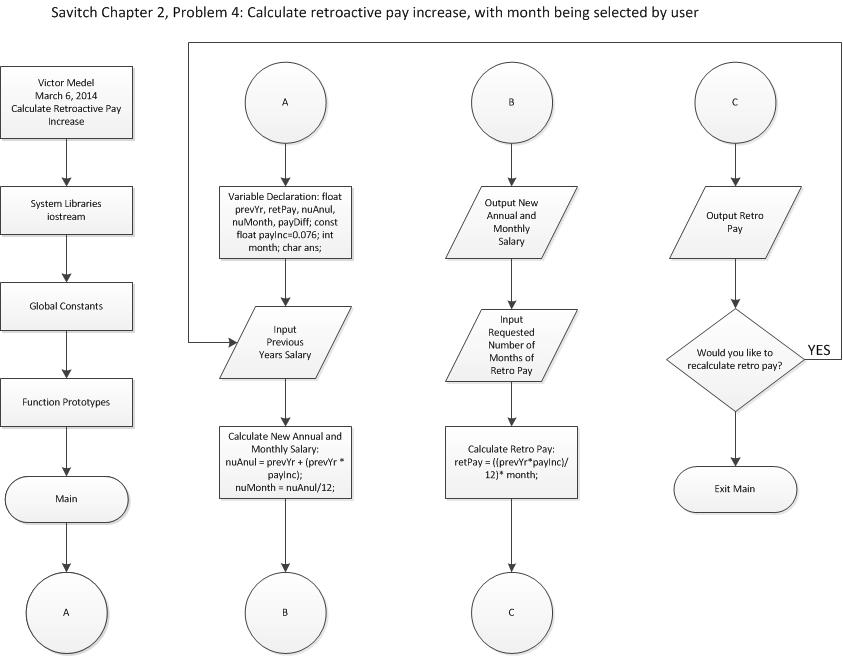 Savitch Chapter 2, Problem 4: Calculate retroactive pay increase, with month being selected by user
Victor Medel
March 6, 2014
Calculate Retroactive Pay
Increase
System Libraries
iostream
Global Constants
Function Prototypes
Main
A
A
Variable Declaration: float
prevYr, retPay, nuAnul,
nuMonth, payDiff; const
float payInc=0.076; int
month; char ans;
Input
Previous
Years Salary
Calculate New Annual and
Monthly Salary:
nuAnul = prevYr + (prevYr *
payInc);
nuMonth = nuAnul/12;
B
B
Output New
Annual and
Monthly
Salary
Input
Requested
Number of
Months of
Retro Pay
Calculate Retro Pay:
retPay = ((prevYr*payInc)/
12)* month;
C
C
Output Retro
Pay
Would you like to
recalculate retro pay?
YES
Exit Main